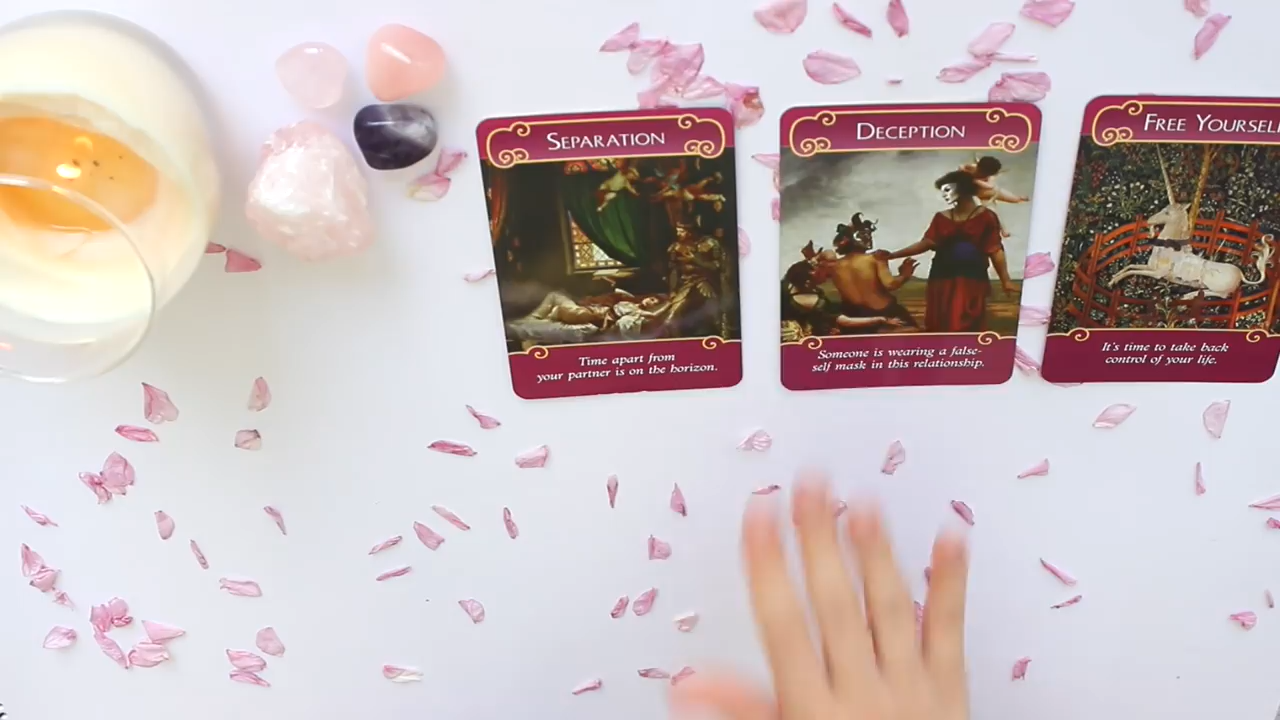 SEPARATION
Time apart from
your partner is on the horizon.
DECEPTION
Someone is wearing a false-
self mask in this relationship.
FREE YOURSELF
It's time to take back
control of your life.